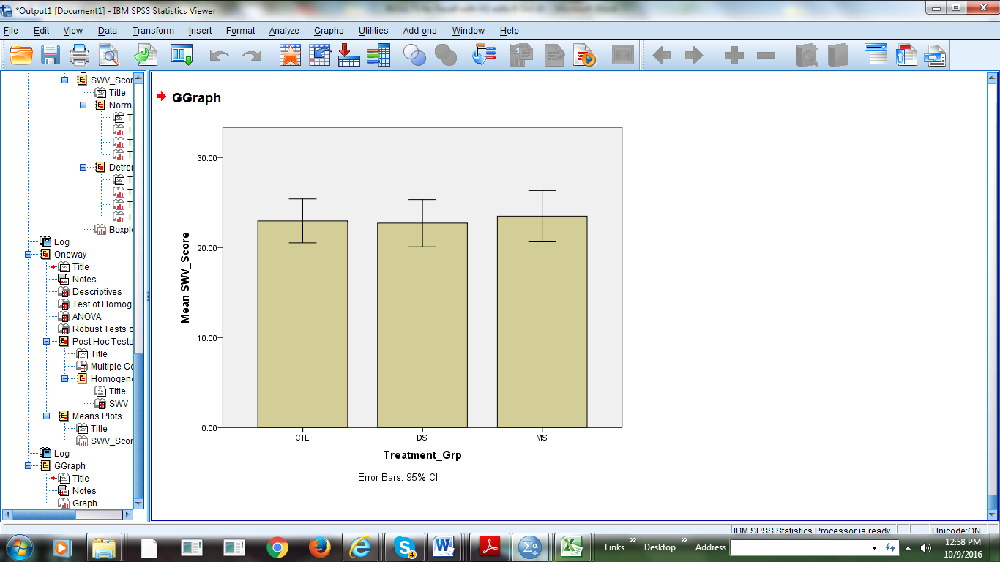 *Output1 [Document1] - IBM SPSS Statistics Viewer
File Edit View Data Transform Insert Format Analyze Graphs Utilities Add-ons Window Help
SWV_Scor
Title
Norma
T
T
T
T
Detre
T
T
T
T
Boxplo
Log
Oneway
Title
Notes
Descriptives
Test of Homog
ANOVA
Robust Tests o
Post Hoc Tests
Title
Multiple Co
Homogene
Title
SWV_
Means Plots
Title
SWV_Scor
Log
GGraph
Title
Notes
Graph
GGraph
Mean SWV_Score
30.00
20.00
10.00
0.00
CTL DS MS
Treatment_Grp
Error Bars: 95% CI
IBM SPSS Statistics Processor is ready
Unicode:ON
4
Links » Desktop » Address
12:58 PM
10/9/2016